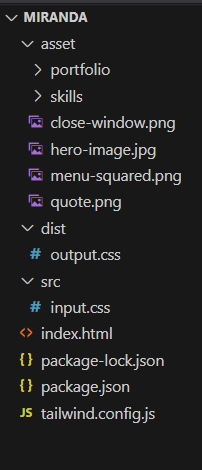 MIRANDA
asset
portfolio
skills
close-window.png
hero-image.jpg
menu-squared.png
quote.png
dist
# output.css
src
# input.css
<> index.html
{} package-lock.json
{} package.json
JS tailwind.config.js